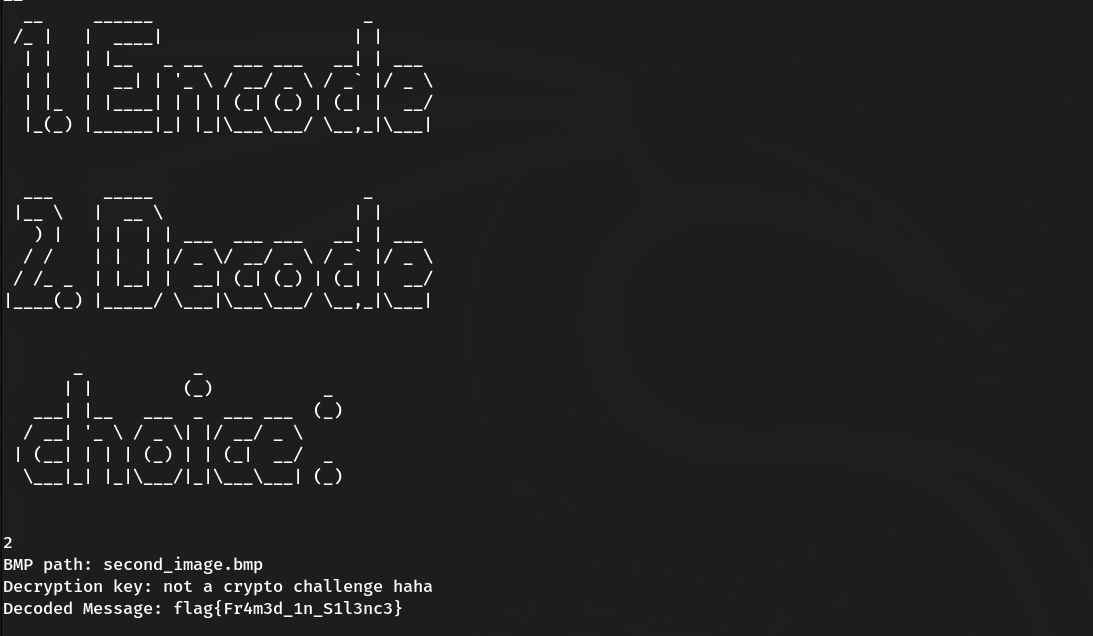 1. Encode
2. Decode
choice :
2
BMP path: second_image.bmp
Decryption key: not a crypto challenge haha
Decoded Message: flag{Fr4m3d_1n_S1l3nc3}